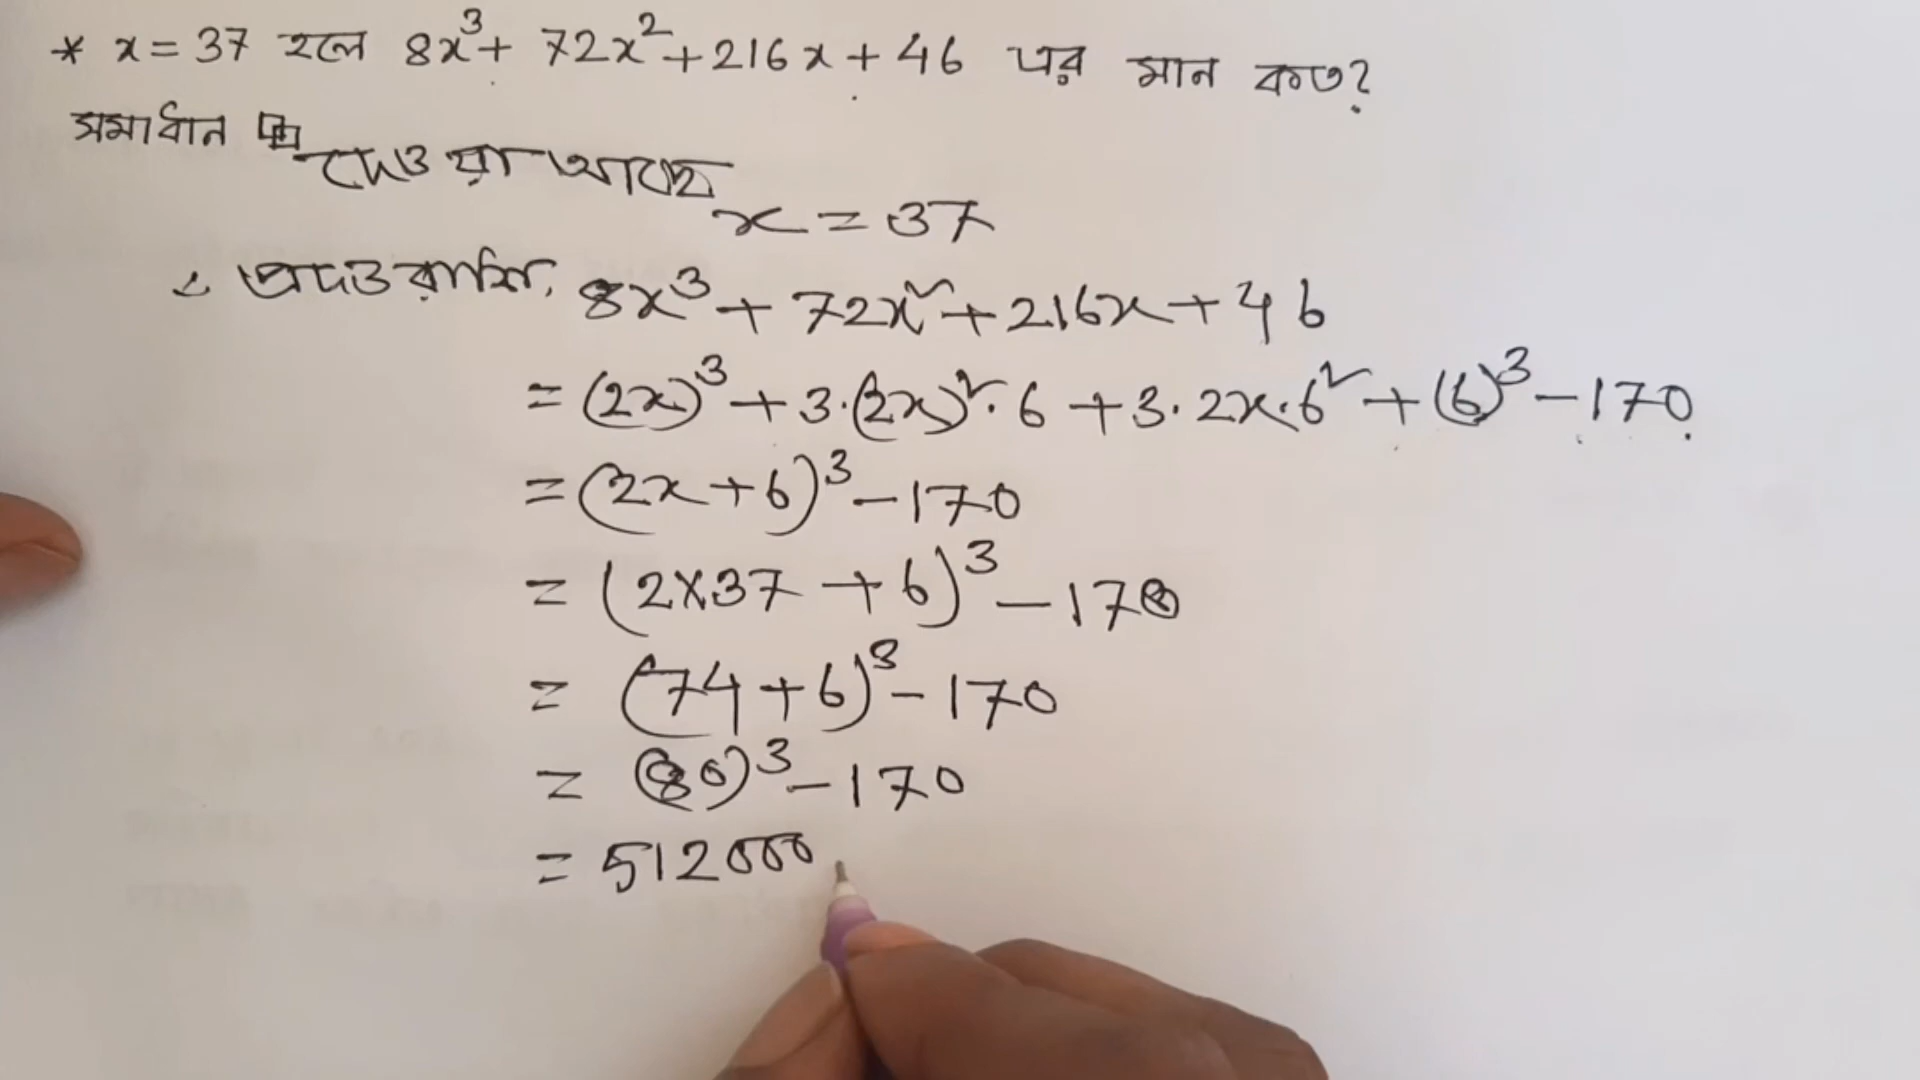 * x = 37 হলে 8x³ + 72x² + 216x + 46 এর মান কত?
সমাধান
দেওয়া আছে
x = 37
∴ প্রদত্ত রাশি, 8x³ + 72x² + 216x + 46
= (2x)³ + 3·(2x)²·6 + 3·2x·6² + (6)³ - 170
= (2x + 6)³ - 170
= (2×37 + 6)³ - 170
= (74 + 6)³ - 170
= (80)³ - 170
= 512000